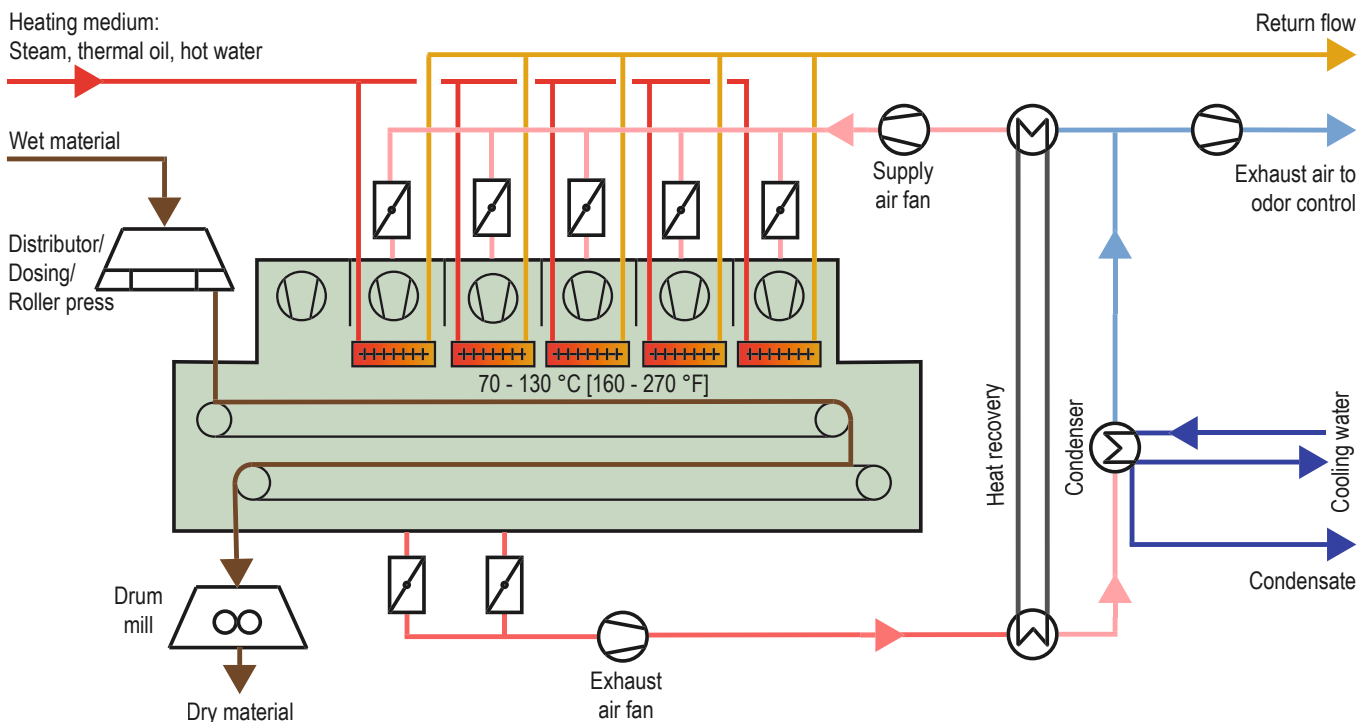 Heating medium:
Steam, thermal oil, hot water
Return flow
Wet material
Supply
air fan
Exhaust air to
odor control
Distributor/
Dosing/
Roller press
70 - 130 °C [160 - 270 °F]
Heat recovery
Condenser
Cooling water
Condensate
Drum
mill
Exhaust
air fan
Dry material